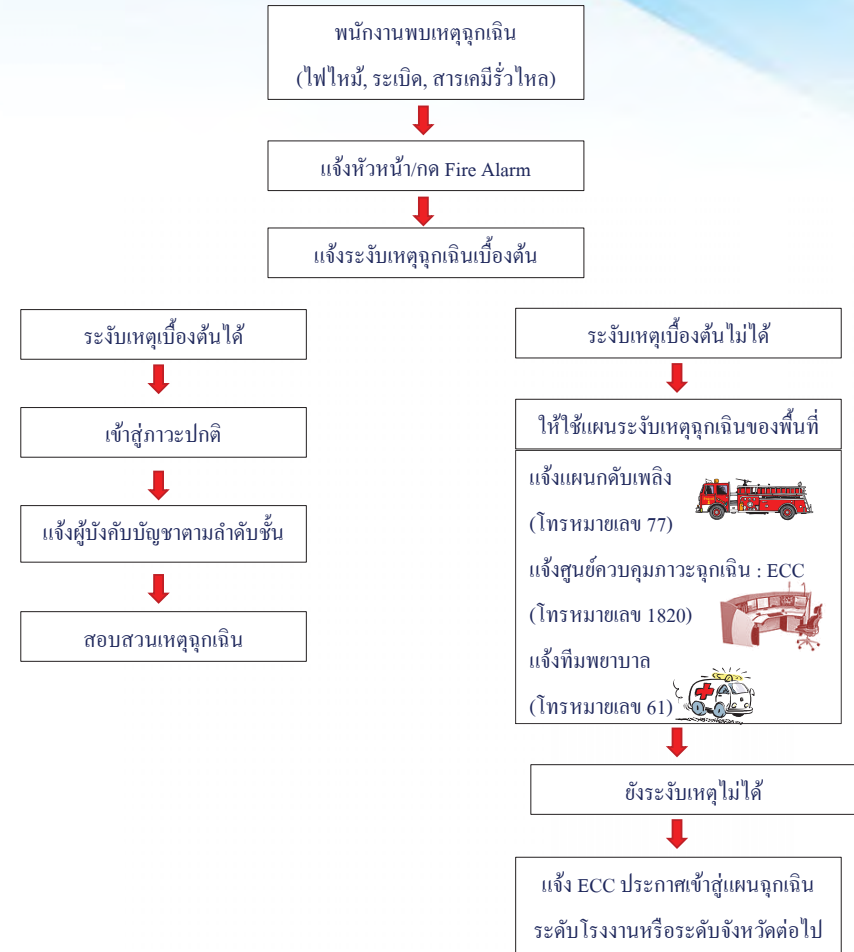 พนักงานพบเหตุฉุกเฉิน
(ไฟไหม้, ระเบิด, สารเคมีรั่วไหล)
แจ้งหัวหน้า/กด Fire Alarm
แจ้งระงับเหตุฉุกเฉินเบื้องต้น
ระงับเหตุเบื้องต้นได้
เข้าสู่ภาวะปกติ
แจ้งผู้บังคับบัญชาตามลำดับชั้น
สอบสวนเหตุฉุกเฉิน
ระงับเหตุเบื้องต้นไม่ได้
ให้ใช้แผนระงับเหตุฉุกเฉินของพื้นที่
แจ้งแผนกดับเพลิง
(โทรหมายเลข 77)
แจ้งศูนย์ควบคุมภาวะฉุกเฉิน : ECC
(โทรหมายเลข 1820)
แจ้งทีมพยาบาล
(โทรหมายเลข 61)
ยังระงับเหตุไม่ได้
แจ้ง ECC ประกาศเข้าสู่แผนฉุกเฉิน
ระดับโรงงานหรือระดับจังหวัดต่อไป